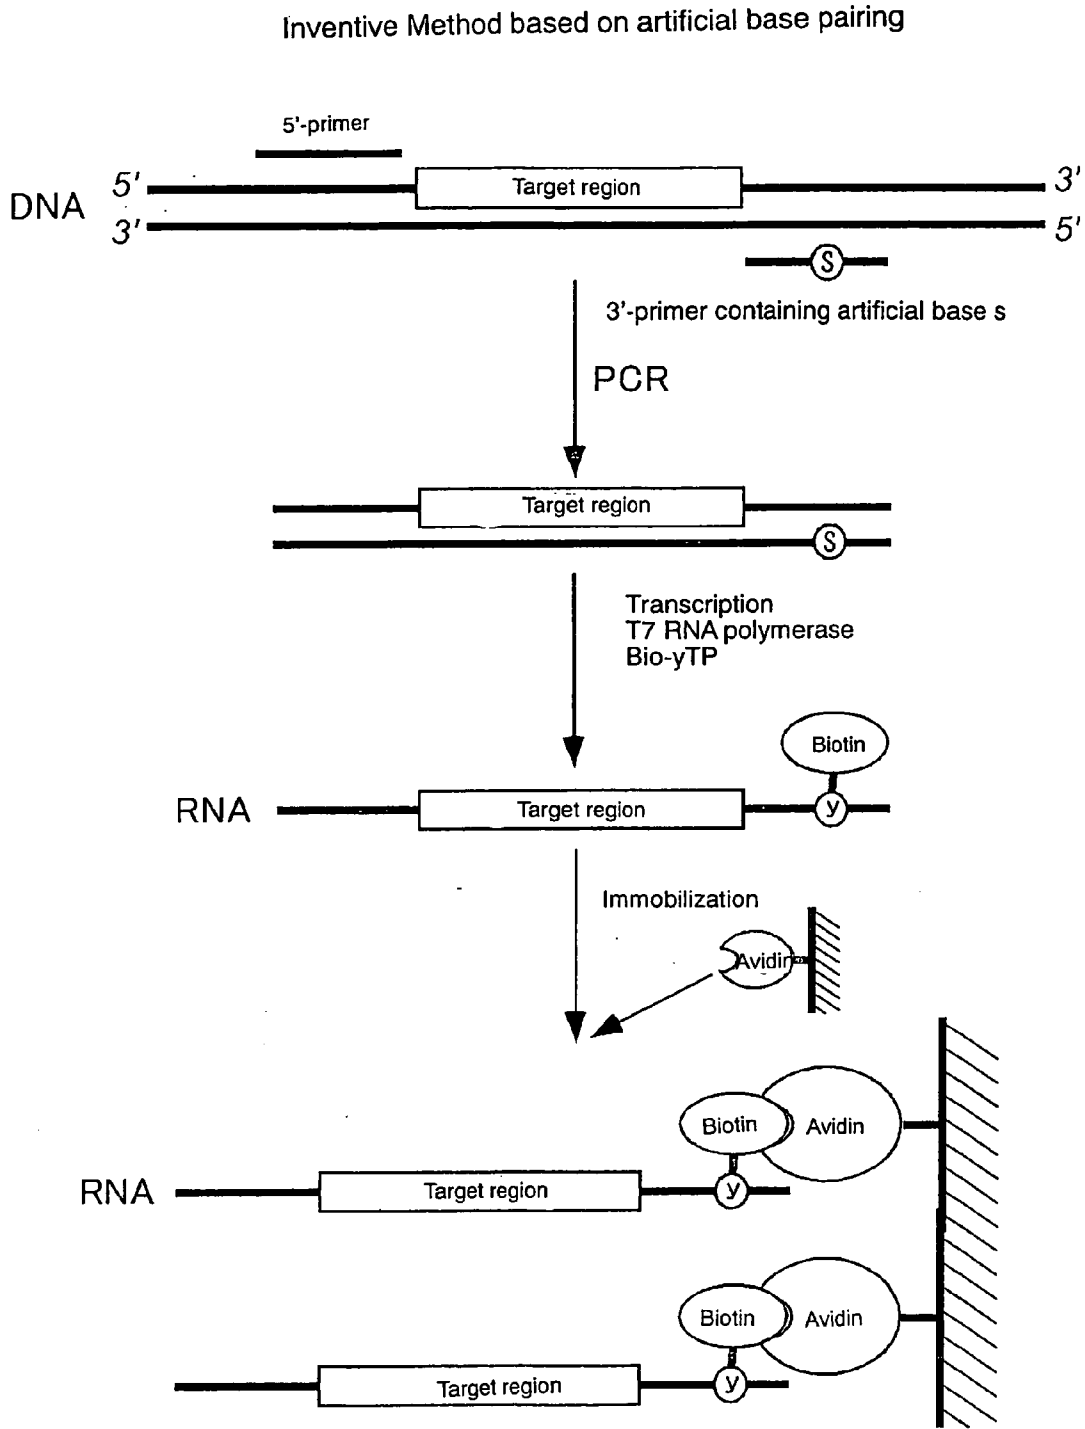 Inventive Method based on artificial base pairing
5'-primer
5'
Target region
3'
DNA
3'
5'
S
3'-primer containing artificial base s
PCR
Target region
S
Transcription
T7 RNA polymerase
Bio-yTP
Biotin
RNA
Target region
y
Immobilization
Avidin
Biotin
Avidin
RNA
Target region
y
Biotin
Avidin
Target region
y